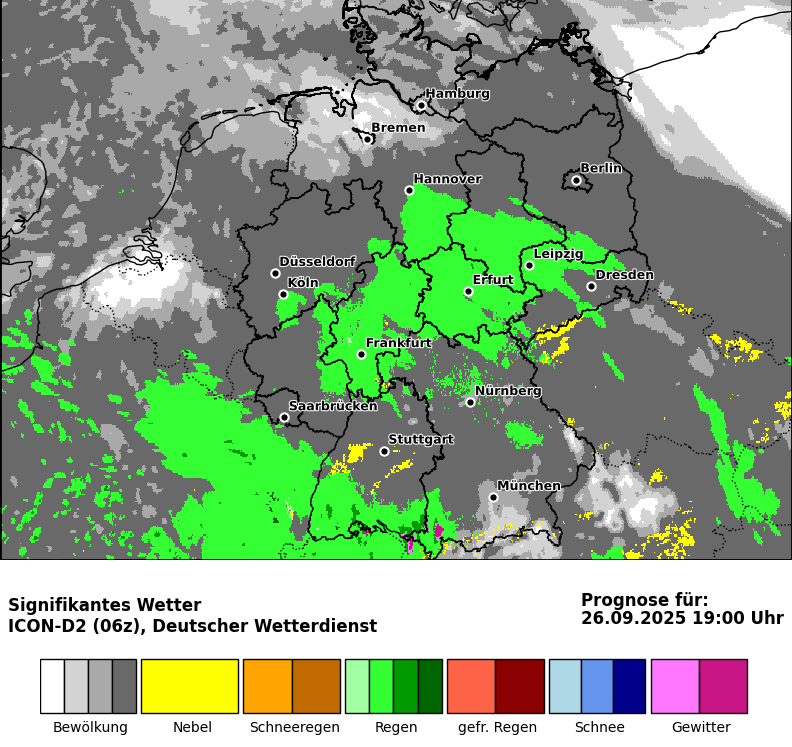 Hamburg
Bremen
Berlin
Hannover
Leipzig
Düsseldorf
Dresden
Köln
Erfurt
Frankfurt
Nürnberg
Saarbrücken
Stuttgart
München
Signifikantes Wetter
ICON-D2 (06z), Deutscher Wetterdienst
Prognose für:
26.09.2025 19:00 Uhr
Bewölkung
Nebel
Schneeregen
Regen
gefr. Regen
Schnee
Gewitter